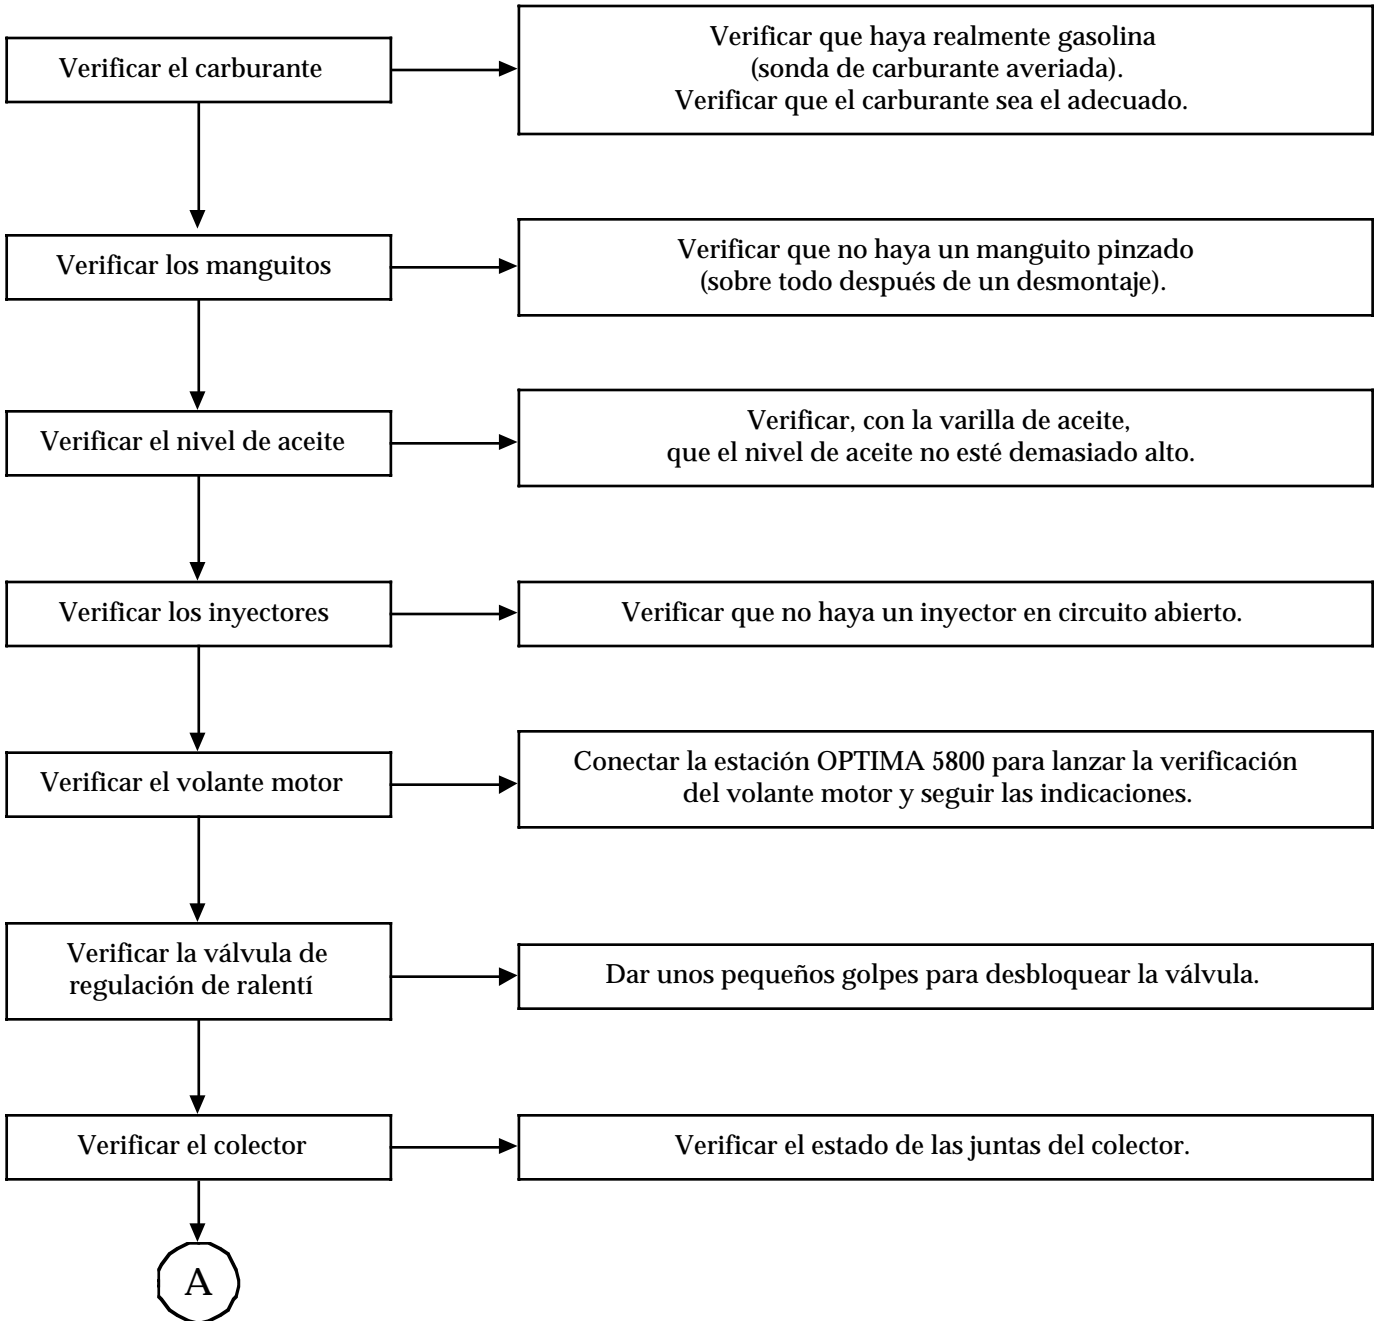 Verificar el carburante
Verificar que haya realmente gasolina
(sonda de carburante averiada).
Verificar que el carburante sea el adecuado.
Verificar los manguitos
Verificar que no haya un manguito pinzado
(sobre todo después de un desmontaje).
Verificar el nivel de aceite
Verificar, con la varilla de aceite,
que el nivel de aceite no esté demasiado alto.
Verificar los inyectores
Verificar que no haya un inyector en circuito abierto.
Verificar el volante motor
Conectar la estación OPTIMA 5800 para lanzar la verificación
del volante motor y seguir las indicaciones.
Verificar la válvula de
regulación de ralentí
Dar unos pequeños golpes para desbloquear la válvula.
Verificar el colector
Verificar el estado de las juntas del colector.
A